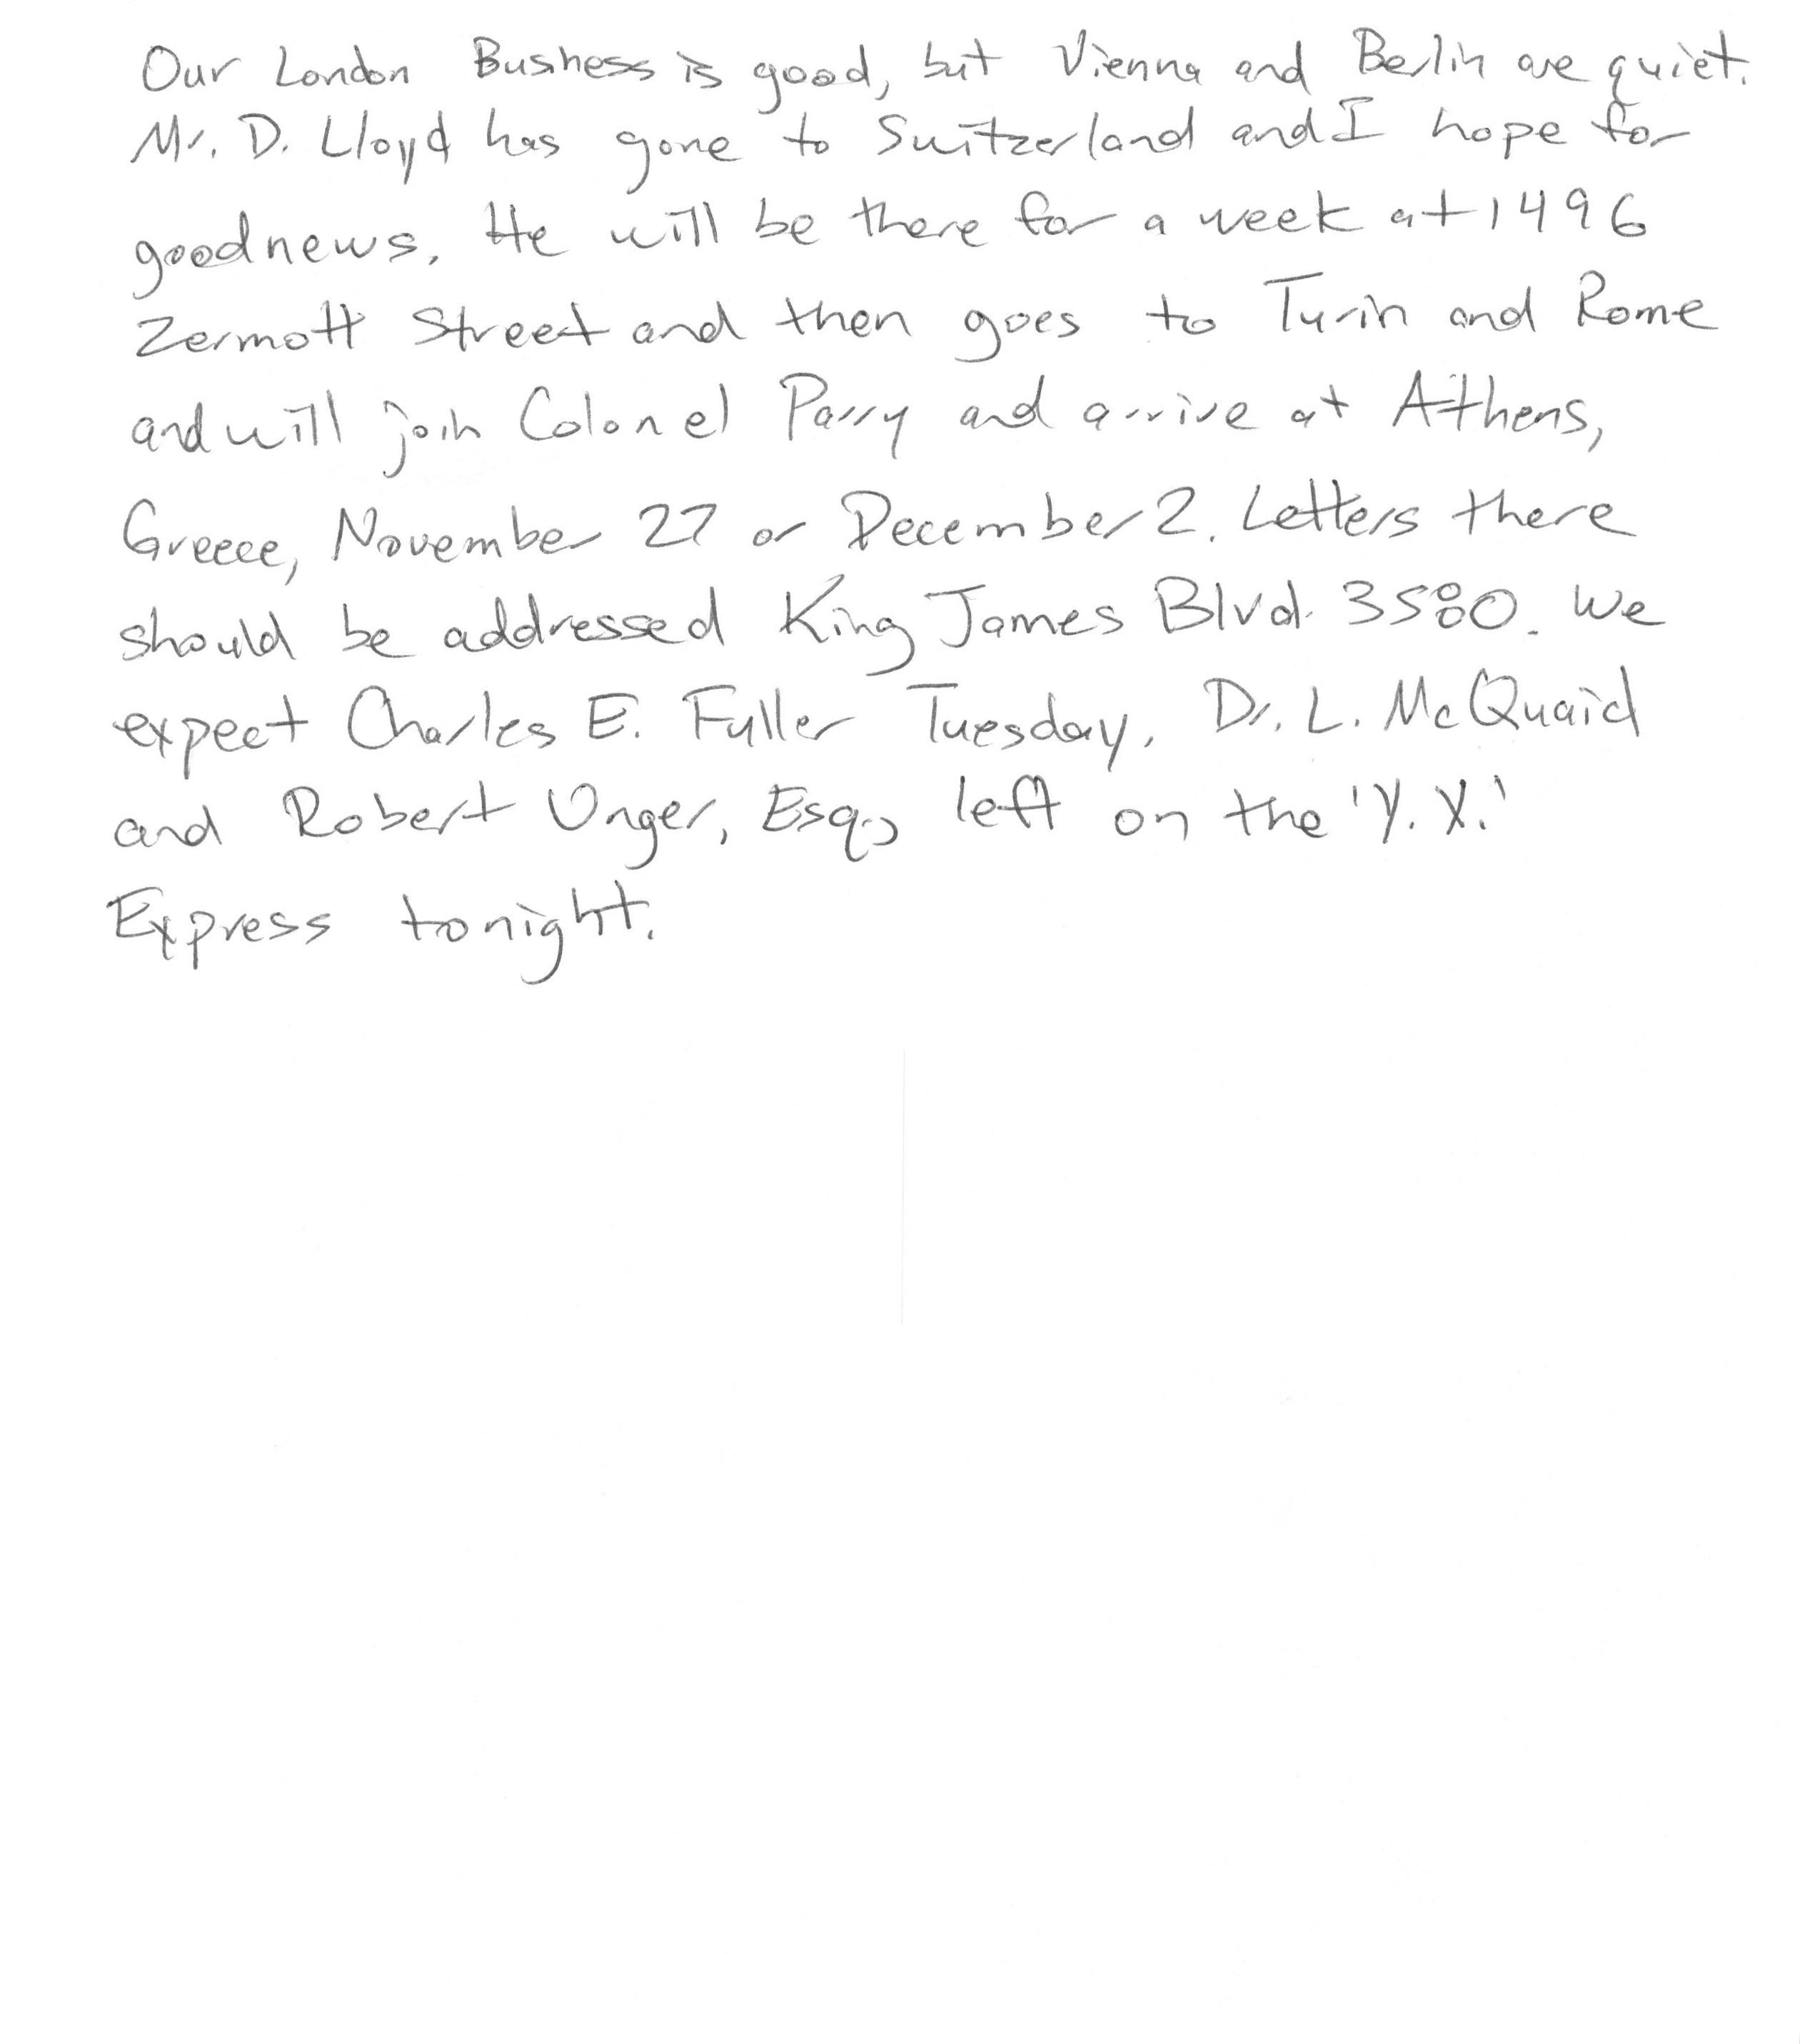 Our London Business is good, but Vienna and Berlin are quiet.
Mr. D. Lloyd has gone to Switzerland and I hope for
good news. He will be there for a week at 1496
Zermott Street and then goes to Turin and Rome
and will join Colonel Parry and arrive at Athens,
Greece, November 27 or December 2. Letters there
should be addressed King James Blvd. 3580. We
expect Charles E. Fuller Tuesday. Dr. L. McQuaid
and Robert Unger, Esq., left on the 'Y.X.'
Express tonight.